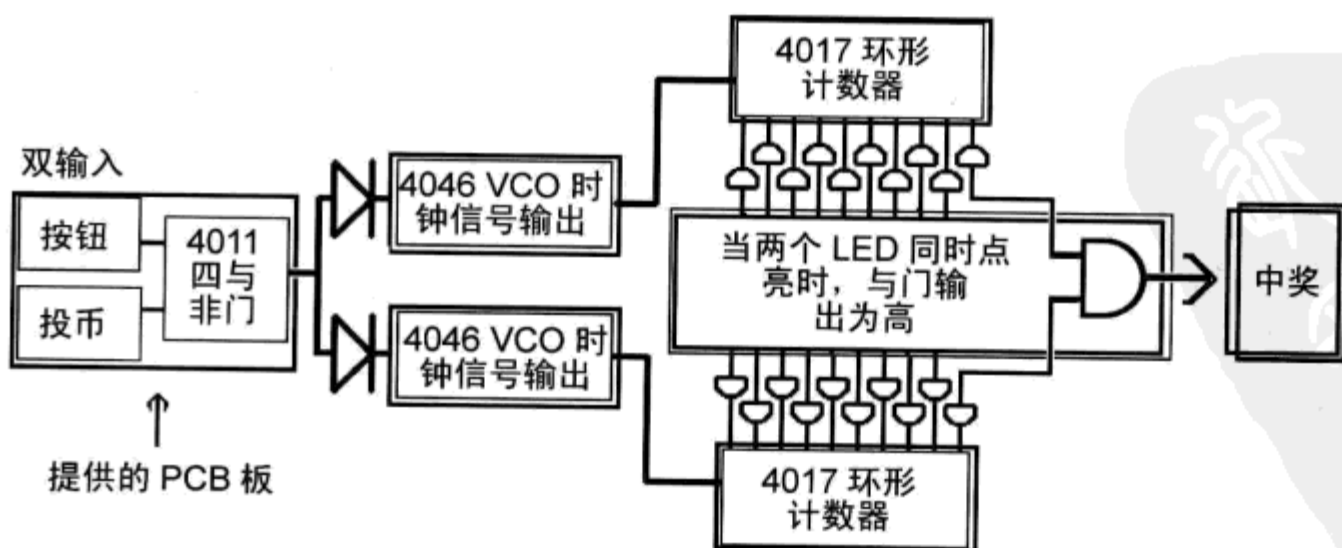 4017 环形
计数器
双输入
按钮
投币
4011
四与
非门
4046 VCO 时
钟信号输出
4046 VCO 时
钟信号输出
当两个 LED 同时点
亮时，与门输
出为高
中奖
提供的 PCB 板
4017 环形
计数器